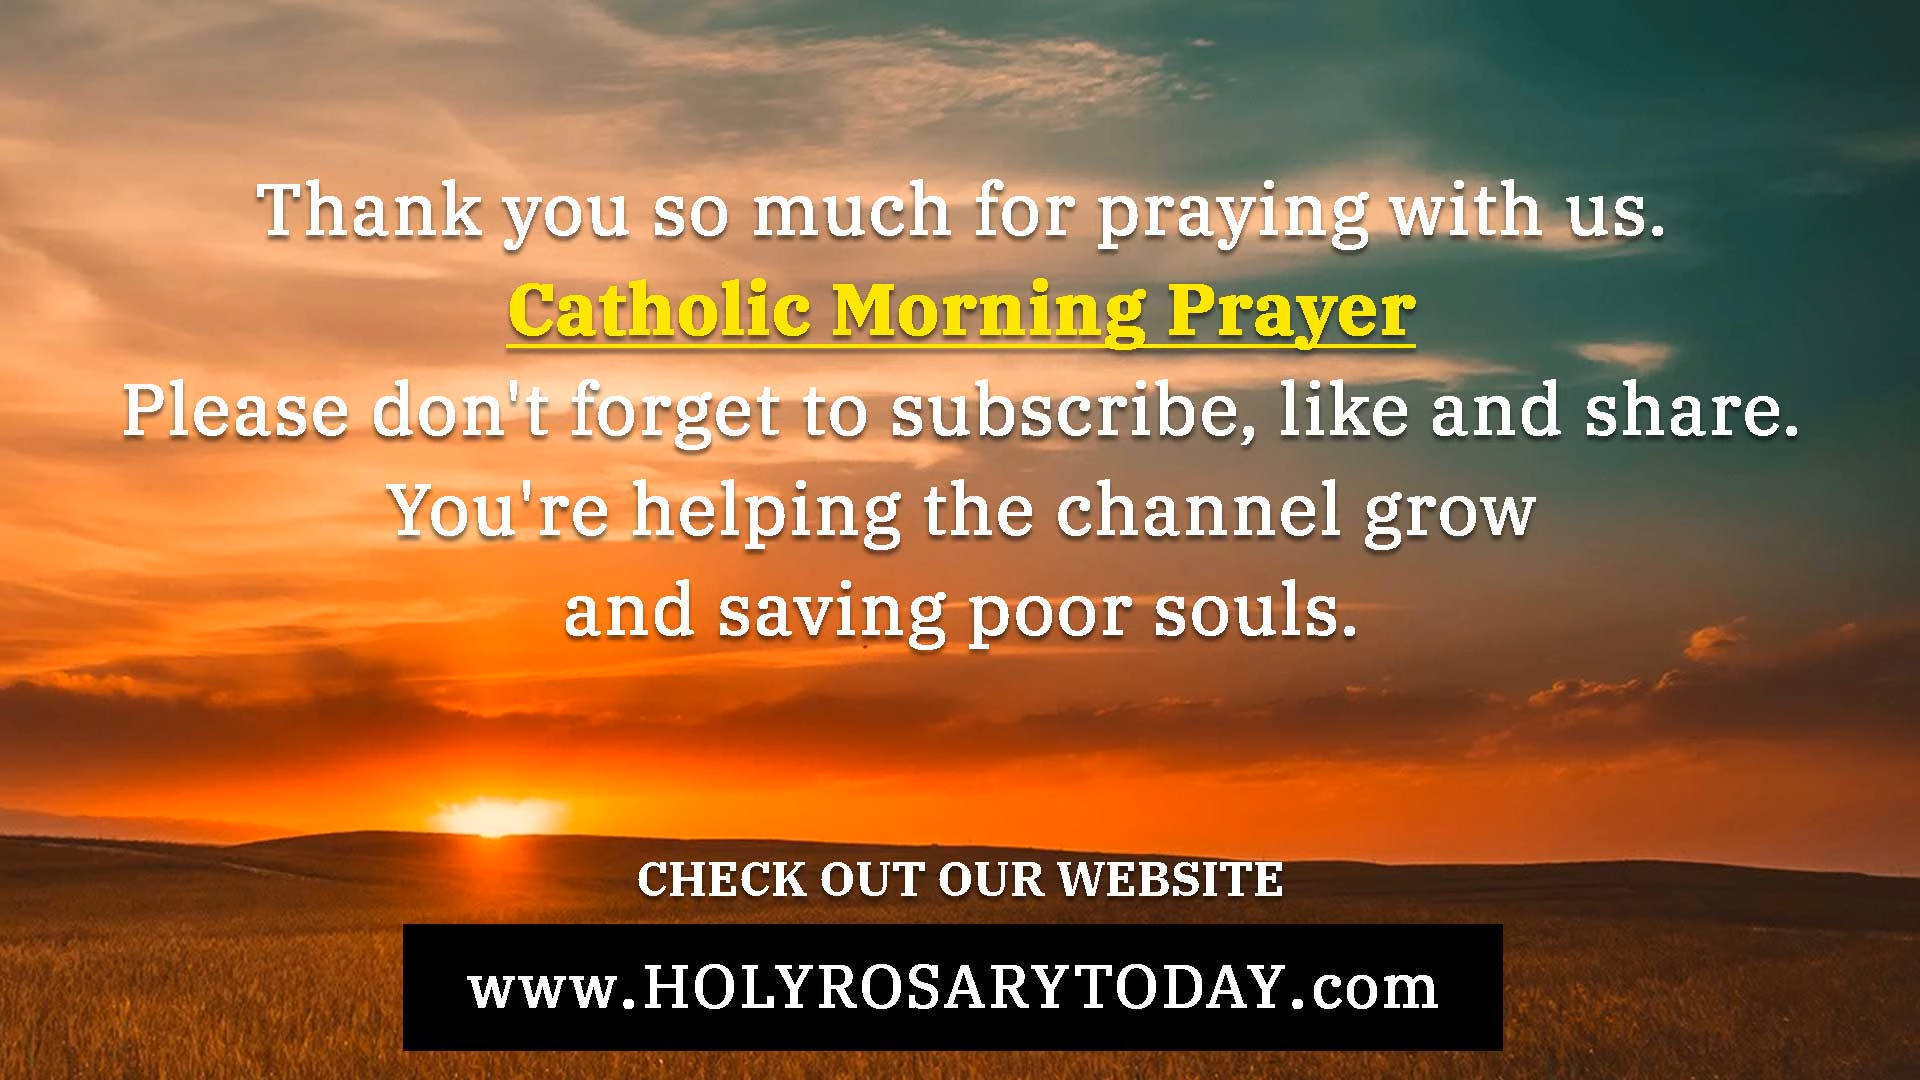 Thank you so much for praying with us.
Catholic Morning Prayer
Please don't forget to subscribe, like and share.
You're helping the channel grow
and saving poor souls.
CHECK OUT OUR WEBSITE
www.HOLYROSARYTODAY.com